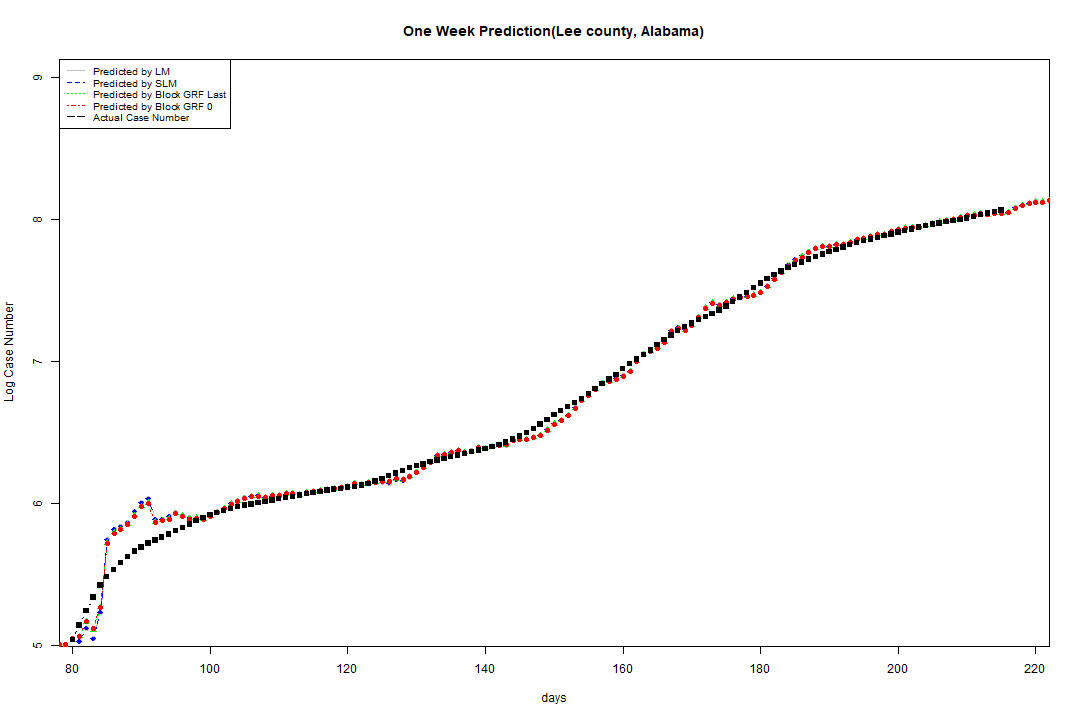 One Week Prediction(Lee county, Alabama)
Predicted by LM
Predicted by SLM
Predicted by Block GRF Last
Predicted by Block GRF 0
Actual Case Number
9
8
7
6
5
Log Case Number
80 100 120 140 160 180 200 220
days